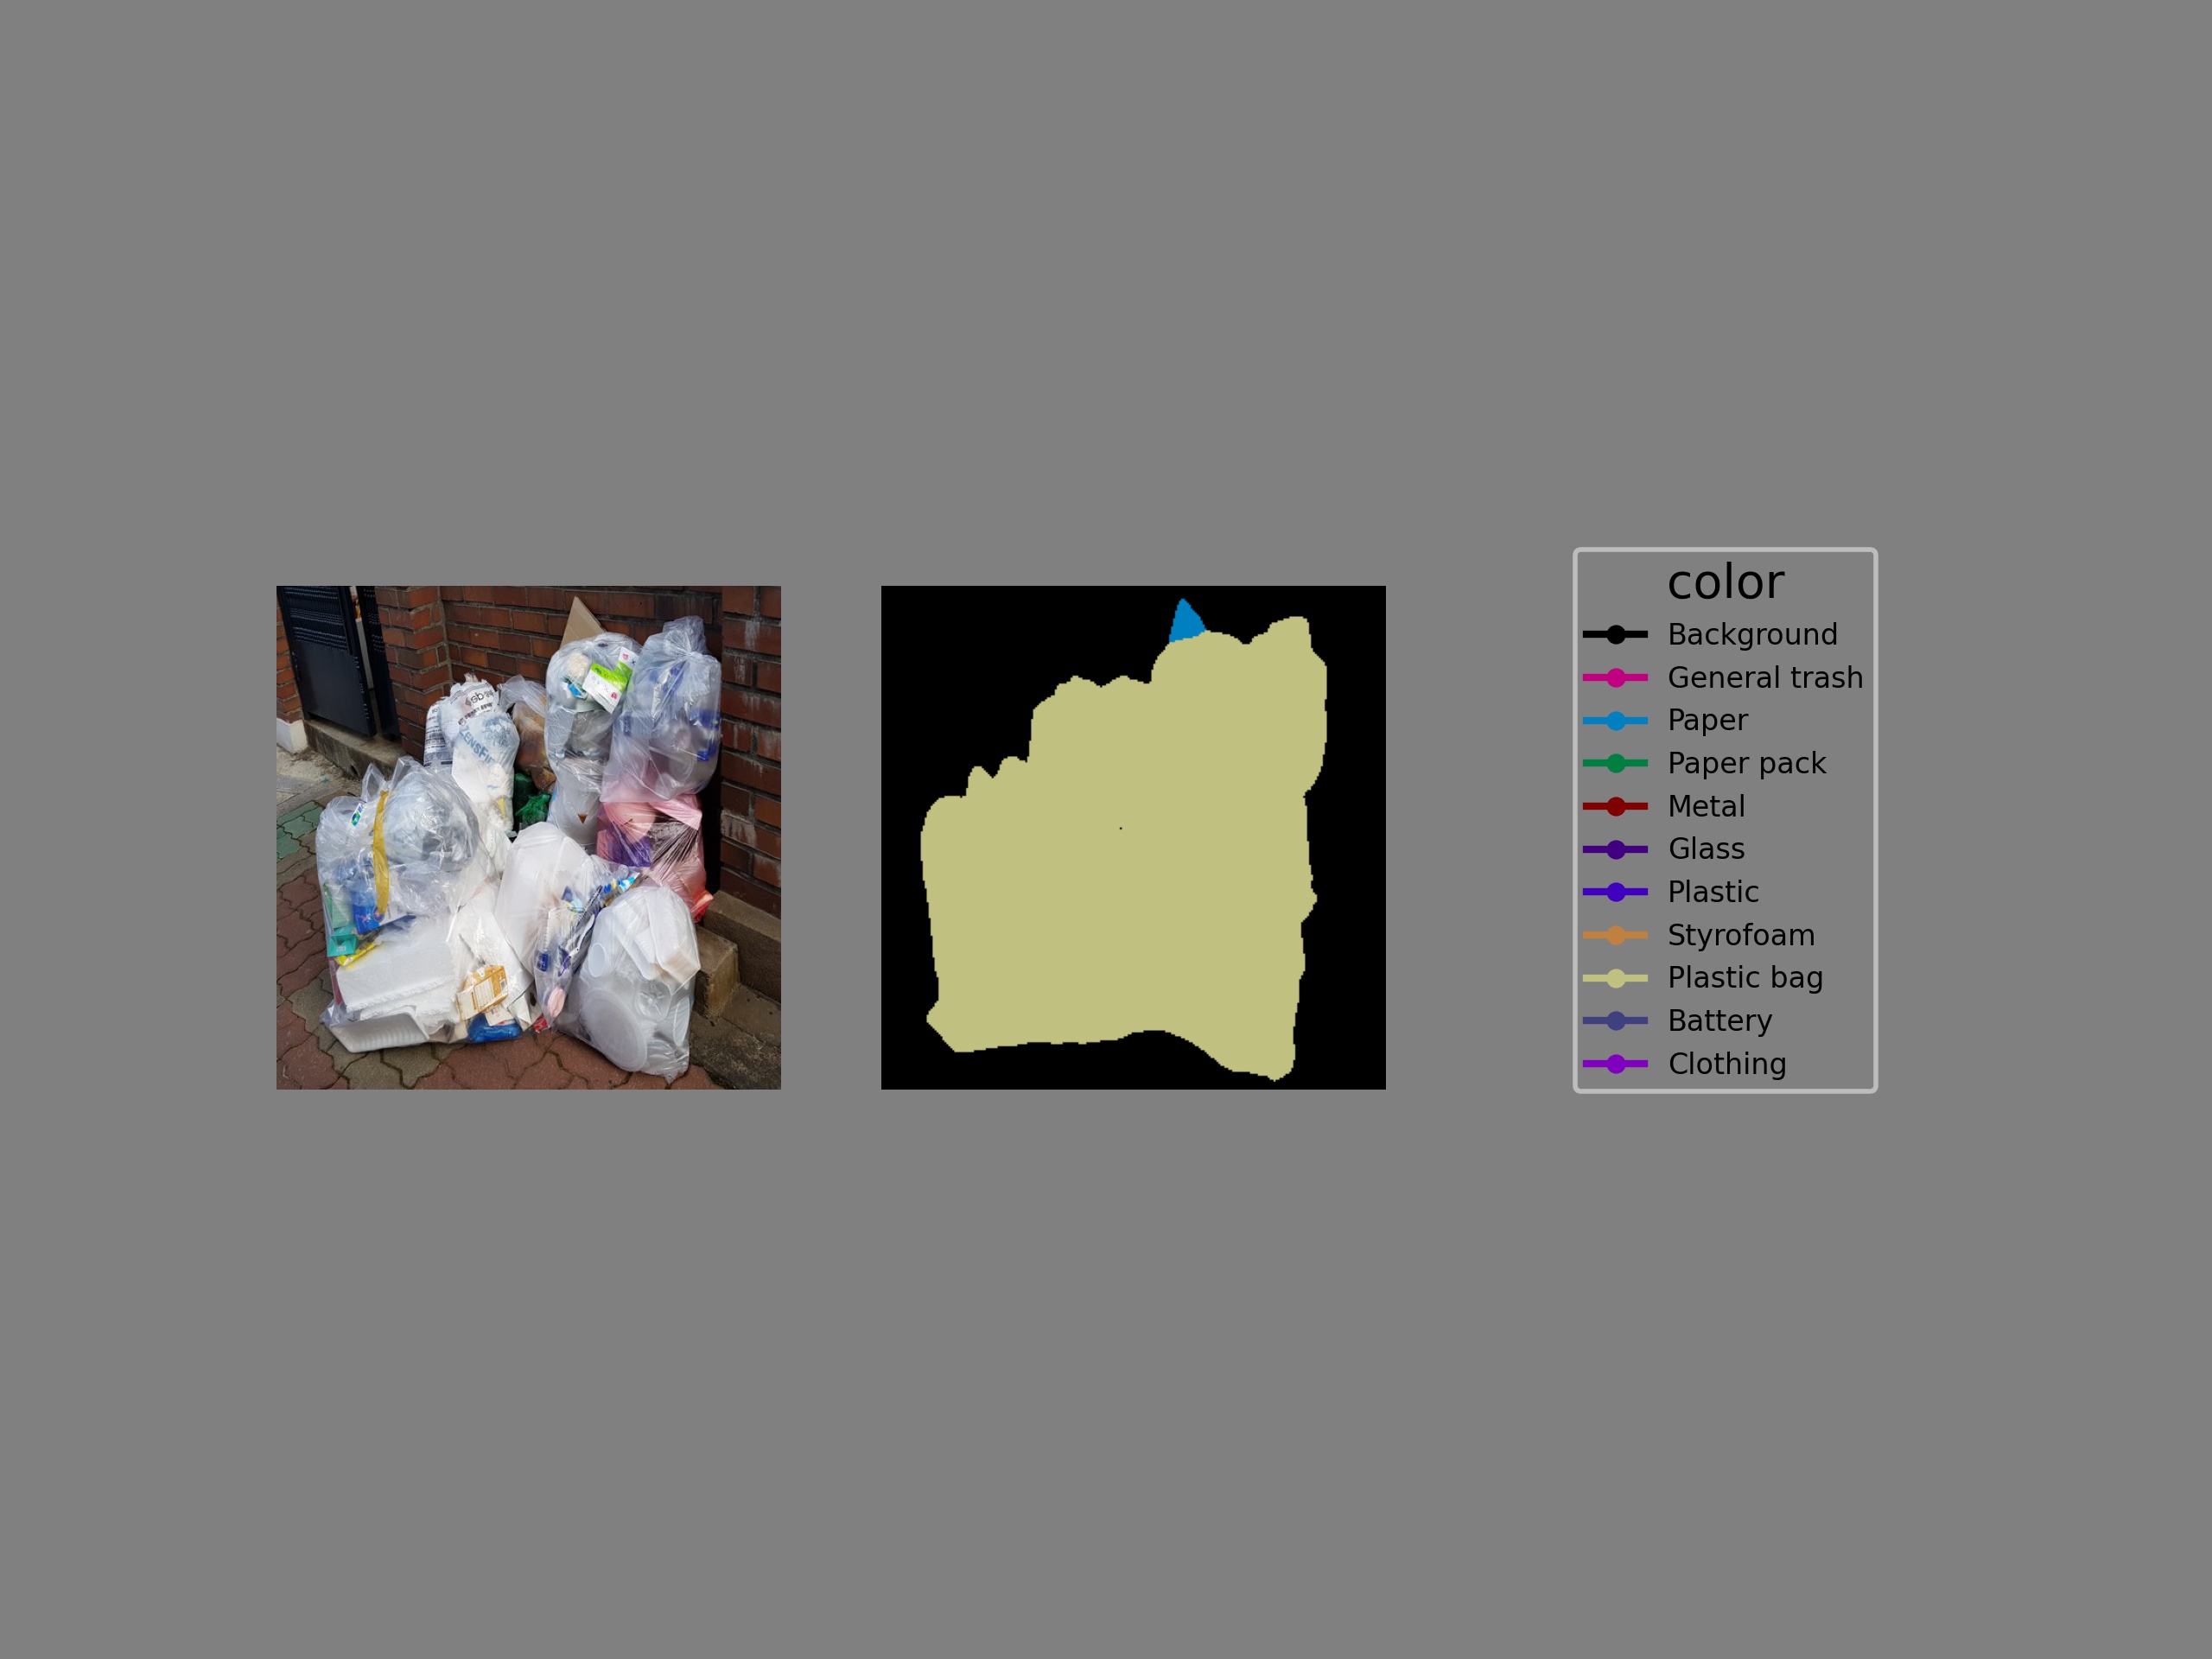 color
Background
General trash
Paper
Paper pack
Metal
Glass
Plastic
Styrofoam
Plastic bag
Battery
Clothing